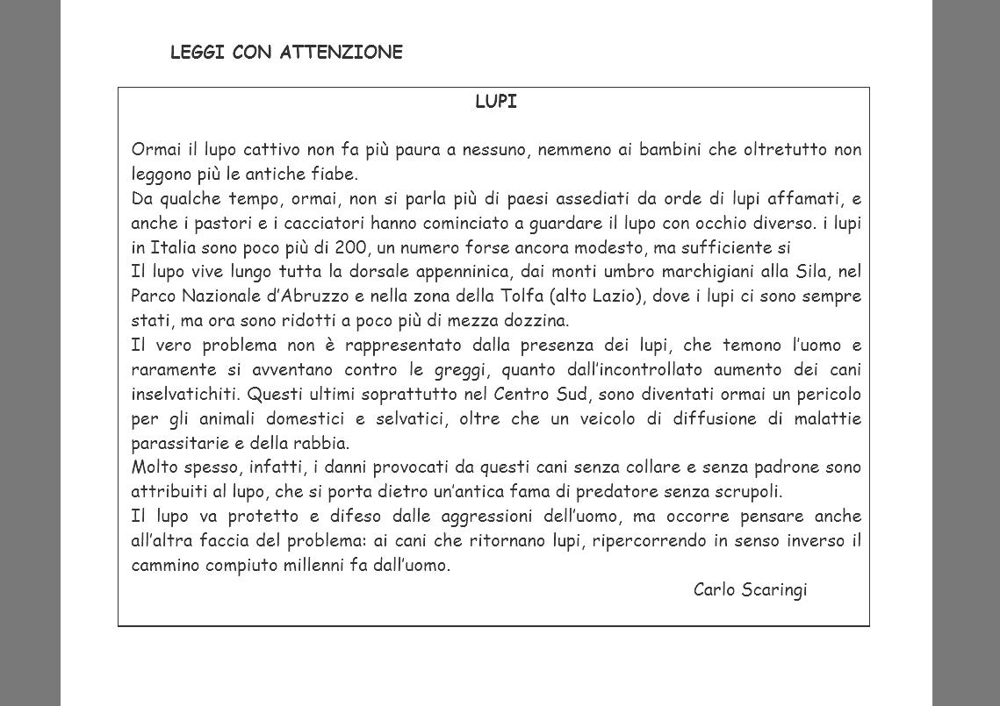 LEGGI CON ATTENZIONE
LUPI
Ormai il lupo cattivo non fa più paura a nessuno, nemmeno ai bambini che oltretutto non
leggono più le antiche fiabe.
Da qualche tempo, ormai, non si parla più di paesi assediati da orde di lupi affamati, e
anche i pastori e i cacciatori hanno cominciato a guardare il lupo con occhio diverso. i lupi
in Italia sono poco più di 200, un numero forse ancora modesto, ma sufficiente si
Il lupo vive lungo tutta la dorsale appenninica, dai monti umbro marchigiani alla Sila, nel
Parco Nazionale d'Abruzzo e nella zona della Tolfa (alto Lazio), dove i lupi ci sono sempre
stati, ma ora sono ridotti a poco più di mezza dozzina.
Il vero problema non è rappresentato dalla presenza dei lupi, che temono l'uomo e
raramente si avventano contro le greggi, quanto dall'incontrollato aumento dei cani
inselvatichiti. Questi ultimi soprattutto nel Centro Sud, sono diventati ormai un pericolo
per gli animali domestici e selvatici, oltre che un veicolo di diffusione di malattie
parassitarie e della rabbia.
Molto spesso, infatti, i danni provocati da questi cani senza collare e senza padrone sono
attribuiti al lupo, che si porta dietro un'antica fama di predatore senza scrupoli.
Il lupo va protetto e difeso dalle aggressioni dell'uomo, ma occorre pensare anche
all'altra faccia del problema: ai cani che ritornano lupi, ripercorrendo in senso inverso il
cammino compiuto millenni fa dall'uomo.
Carlo Scaringi